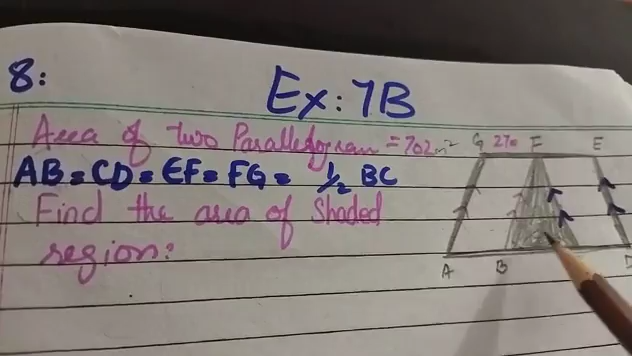 8:
Ex: 7B
Area of two Parallelogram = 702m²
AB = CD = EF = FG = 1/2 BC
Find the area of Shaded
region:
G 27m F E
A B D